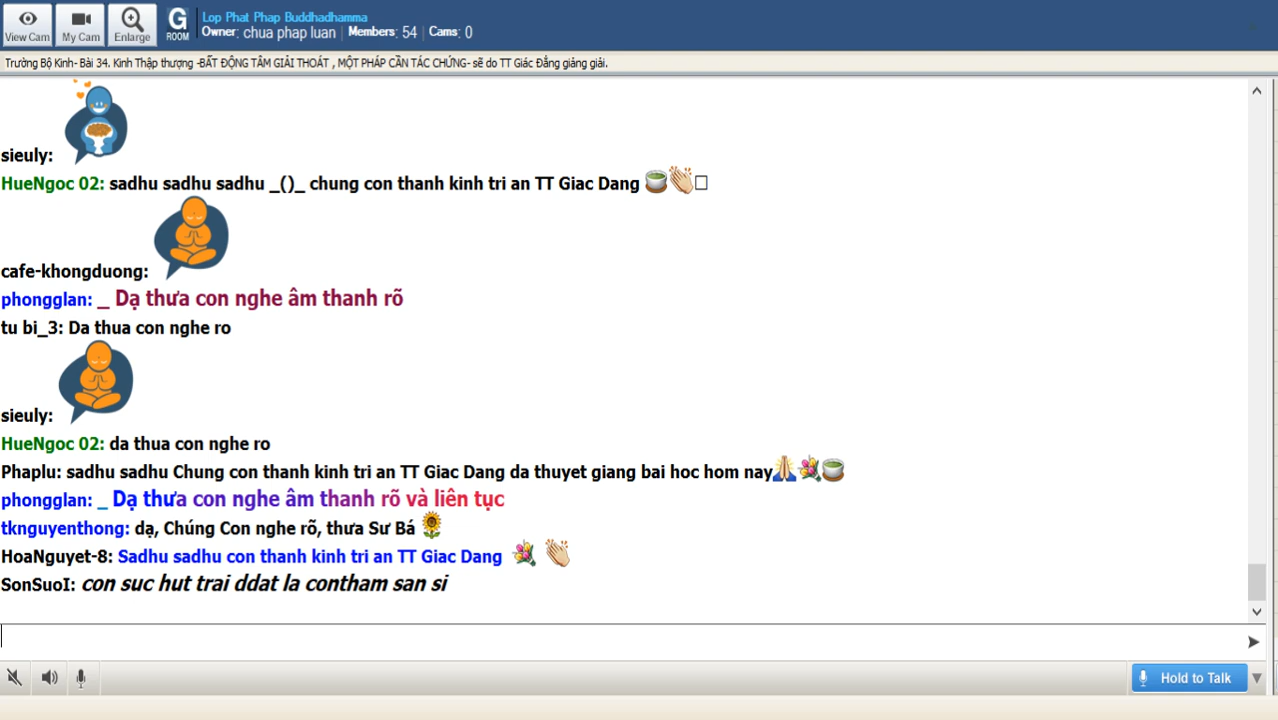 View Cam
My Cam
Enlarge
G
ROOM
Lop Phat Phap Buddhadhamma
Owner: chua phap luan | Members: 54 | Cams: 0
Trường Bộ Kinh- Bài 34. Kinh Thập thượng -BẤT ĐỘNG TÂM GIẢI THOÁT , MỘT PHÁP CẦN TÁC CHỨNG- sẽ do TT Giác Đẳng giảng giải.
sieuly:
HueNgoc 02: sadhu sadhu sadhu _()_ chung con thanh kinh tri an TT Giac Dang
cafe-khongduong:
phongglan: _ Dạ thưa con nghe âm thanh rõ
tu bi_3: Da thua con nghe ro
sieuly:
HueNgoc 02: da thua con nghe ro
Phaplu: sadhu sadhu Chung con thanh kinh tri an TT Giac Dang da thuyet giang bai hoc hom nay
phongglan: _ Dạ thưa con nghe âm thanh rõ và liên tục
tknguyenthong: dạ, Chúng Con nghe rõ, thưa Sư Bá
HoaNguyet-8: Sadhu sadhu con thanh kinh tri an TT Giac Dang
SonSuoI: con suc hut trai ddat la contham san si
Hold to Talk